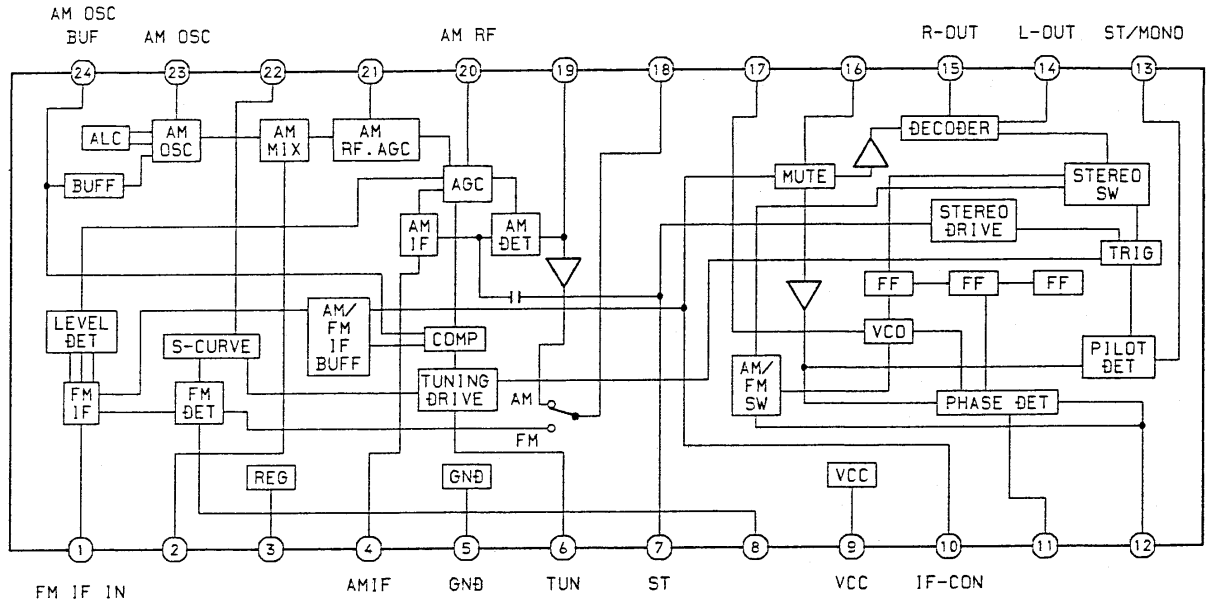 AM OSC
BUF
AM OSC
AM RF
R-OUT
L-OUT
ST/MONO
24
23
22
21
20
19
18
17
16
15
14
13
ALC
AM
OSC
AM
MIX
AM
RF.AGC
DECODER
BUFF
AGC
MUTE
STEREO
SW
AM
IF
AM
DET
STEREO
DRIVE
TRIG
FF
FF
FF
LEVEL
DET
S-CURVE
AM/
FM
IF
BUFF
COMP
VCO
PILOT
DET
FM
IF
FM
DET
TUNING
DRIVE
AM
FM
AM/
FM
SW
PHASE DET
REG
GND
VCC
1
2
3
4
5
6
7
8
9
10
11
12
FM IF IN
AMIF
GND
TUN
ST
VCC
IF-CON